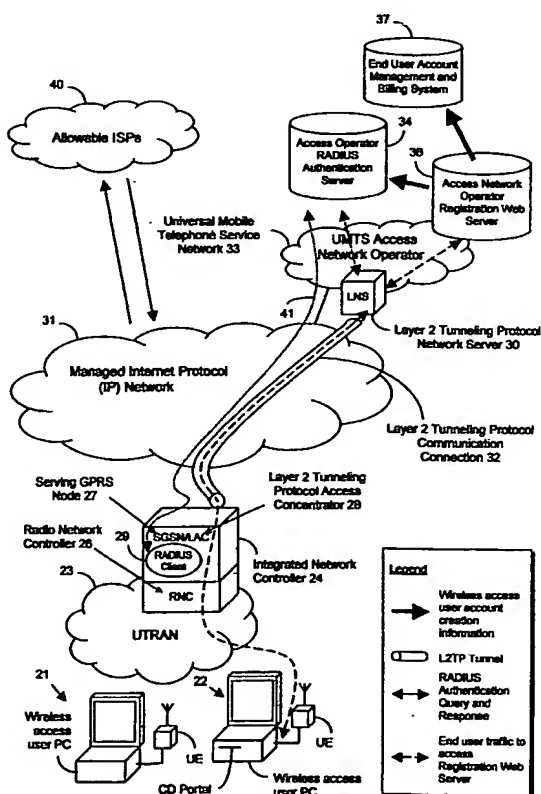 37
End User Account
Management and
Billing System
40
Allowable ISPs
34
Access Operator
RADIUS
Authentication
Server
36
Access Network
Operator
Registration Web
Server
Universal Mobile
Telephone Service
Network 33
UMTS Access
Network Operator
LNS
41
Layer 2 Tunneling Protocol
Network Server 30
31
Managed Internet Protocol
(IP) Network
Layer 2 Tunneling Protocol
Communication
Connection 32
Serving GPRS
Node 27
Layer 2 Tunneling
Protocol Access
Concentrator 28
Radio Network
Controller 26
29
SGSN/LAC
RADIUS
Client
Integrated Network
Controller 24
23
RNC
UTRAN
21
22
Wireless
access
user PC
UE
UE
CD Portal
Wireless access
user PC
Legend
Wireless access
user account
creation
information
L2TP Tunnel
RADIUS
Authentication
Query and
Response
End user traffic to
access
Registration Web
Server